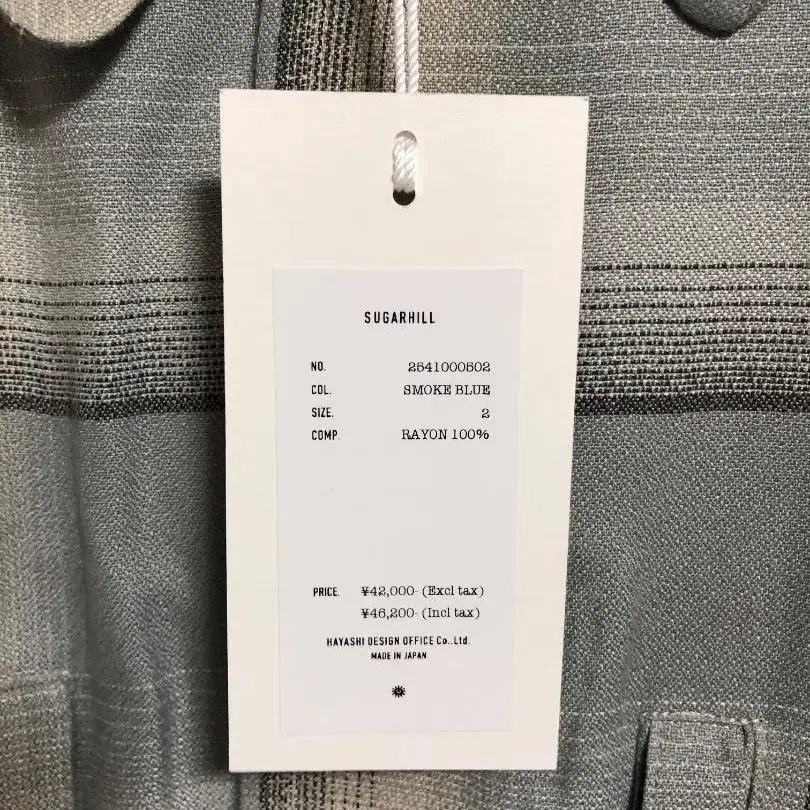 SUGARHILL
NO. 2541000502
COL. SMOKE BLUE
SIZE. 2
COMP. RAYON 100%
PRICE. ¥42,000- (Excl tax)
¥46,200- (Incl tax)
HAYASHI DESIGN OFFICE Co.,Ltd.
MADE IN JAPAN